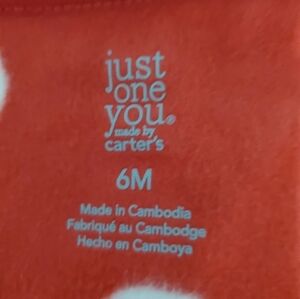 just
one
you®
made by
carter's
6M
Made in Cambodia
Fabriqué au Cambodge
Hecho en Camboya